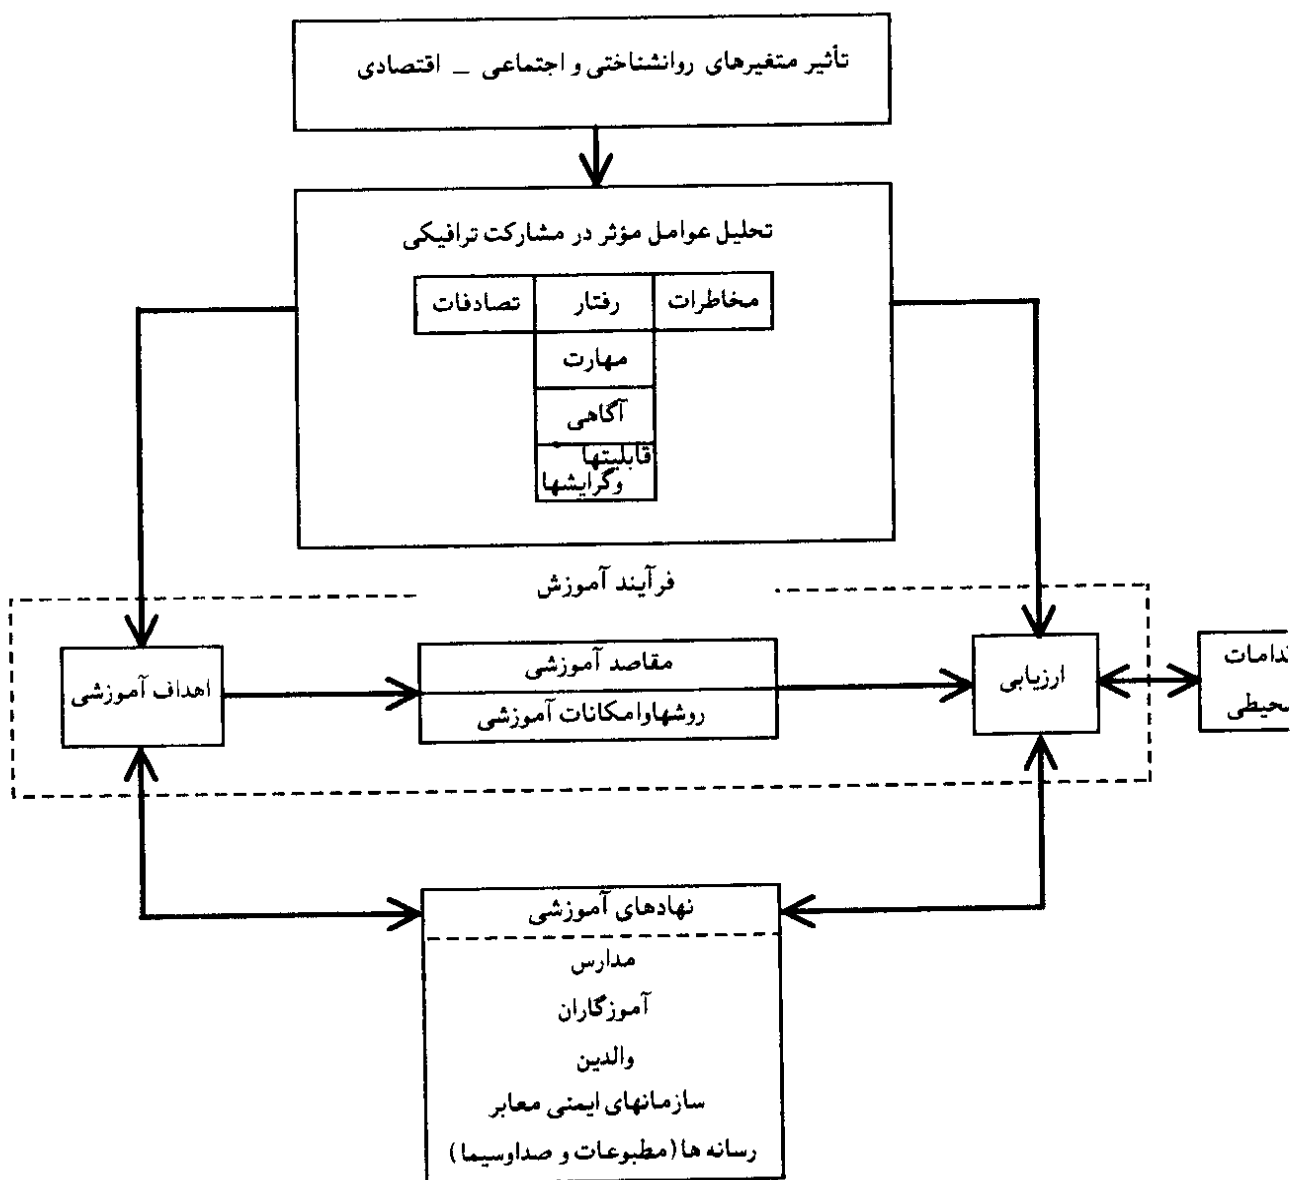 تأثیر متغیرهای روانشناختی و اجتماعی – اقتصادی
تحلیل عوامل مؤثر در مشارکت ترافیکی
مخاطرات رفتار تصادفات
مهارت
آگاهی
قابلیتها
وگرایشها
فرآیند آموزش
اهداف آموزشی
مقاصد آموزشی
روشهاوامکانات آموزشی
ارزیابی
نهادهای آموزشی
مدارس
آموزگاران
والدین
سازمانهای ایمنی معابر
رسانه ها (مطبوعات و صداوسیما)